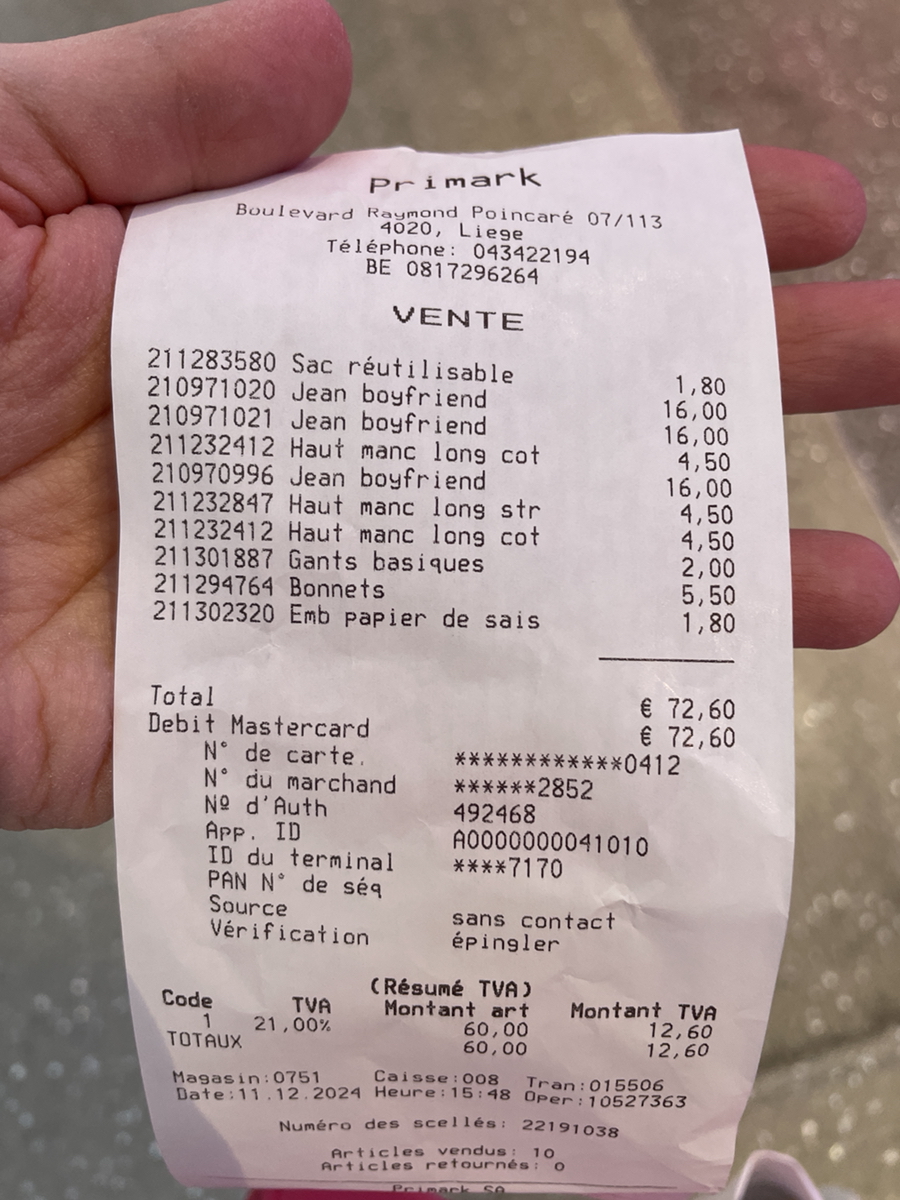 Primark
Boulevard Raymond Poincaré 07/113
4020, Liege
Téléphone: 043422194
BE 0817296264
VENTE
211283580 Sac réutilisable 1,80
210971020 Jean boyfriend 16,00
210971021 Jean boyfriend 16,00
211232412 Haut manc long cot 4,50
210970996 Jean boyfriend 16,00
211232847 Haut manc long str 4,50
211232412 Haut manc long cot 4,50
211301887 Gants basiques 2,00
211294764 Bonnets 5,50
211302320 Emb papier de sais 1,80
Total € 72,60
Debit Mastercard € 72,60
N° de carte. ************0412
N° du marchand ******2852
Nº d'Auth 492468
App. ID A0000000041010
ID du terminal ****7170
PAN N° de séq
Source sans contact
Vérification épingler
(Résumé TVA)
Code TVA Montant art Montant TVA
1 21,00% 60,00 12,60
TOTAUX 60,00 12,60
Magasin:0751 Caisse:008 Tran:015506
Date:11.12.2024 Heure:15:48 Oper:10527363
Numéro des scellés: 22191038
Articles vendus: 10
Articles retournés: 0
Primark SA